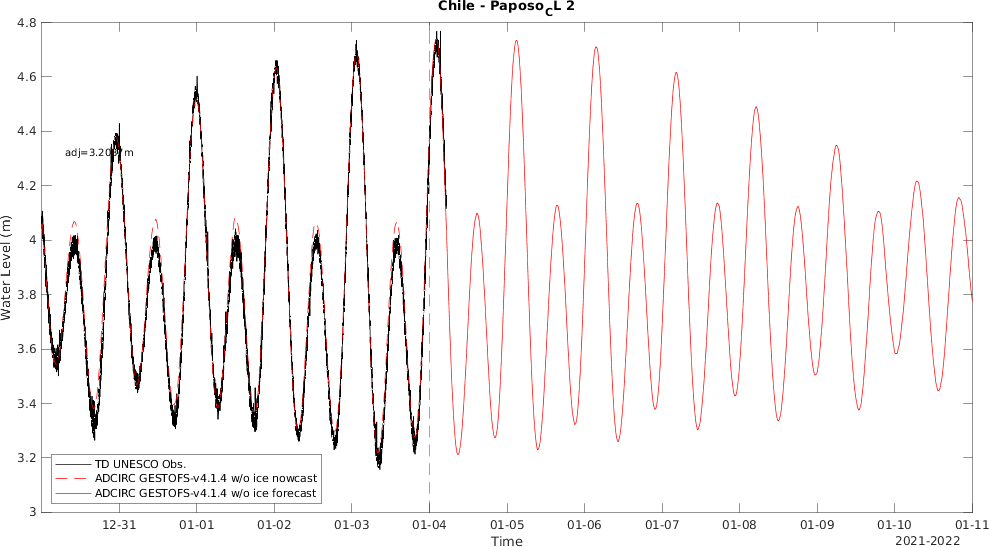 Chile - Paposo_CL 2
4.8
4.6
4.4
4.2
4
3.8
3.6
3.4
3.2
3
Water Level (m)
TD UNESCO Obs.
ADCIRC GESTOFS-v4.1.4 w/o ice nowcast
ADCIRC GESTOFS-v4.1.4 w/o ice forecast
12-31 01-01 01-02 01-03 01-04 01-05 01-06 01-07 01-08 01-09 01-10 01-11
Time
2021-2022